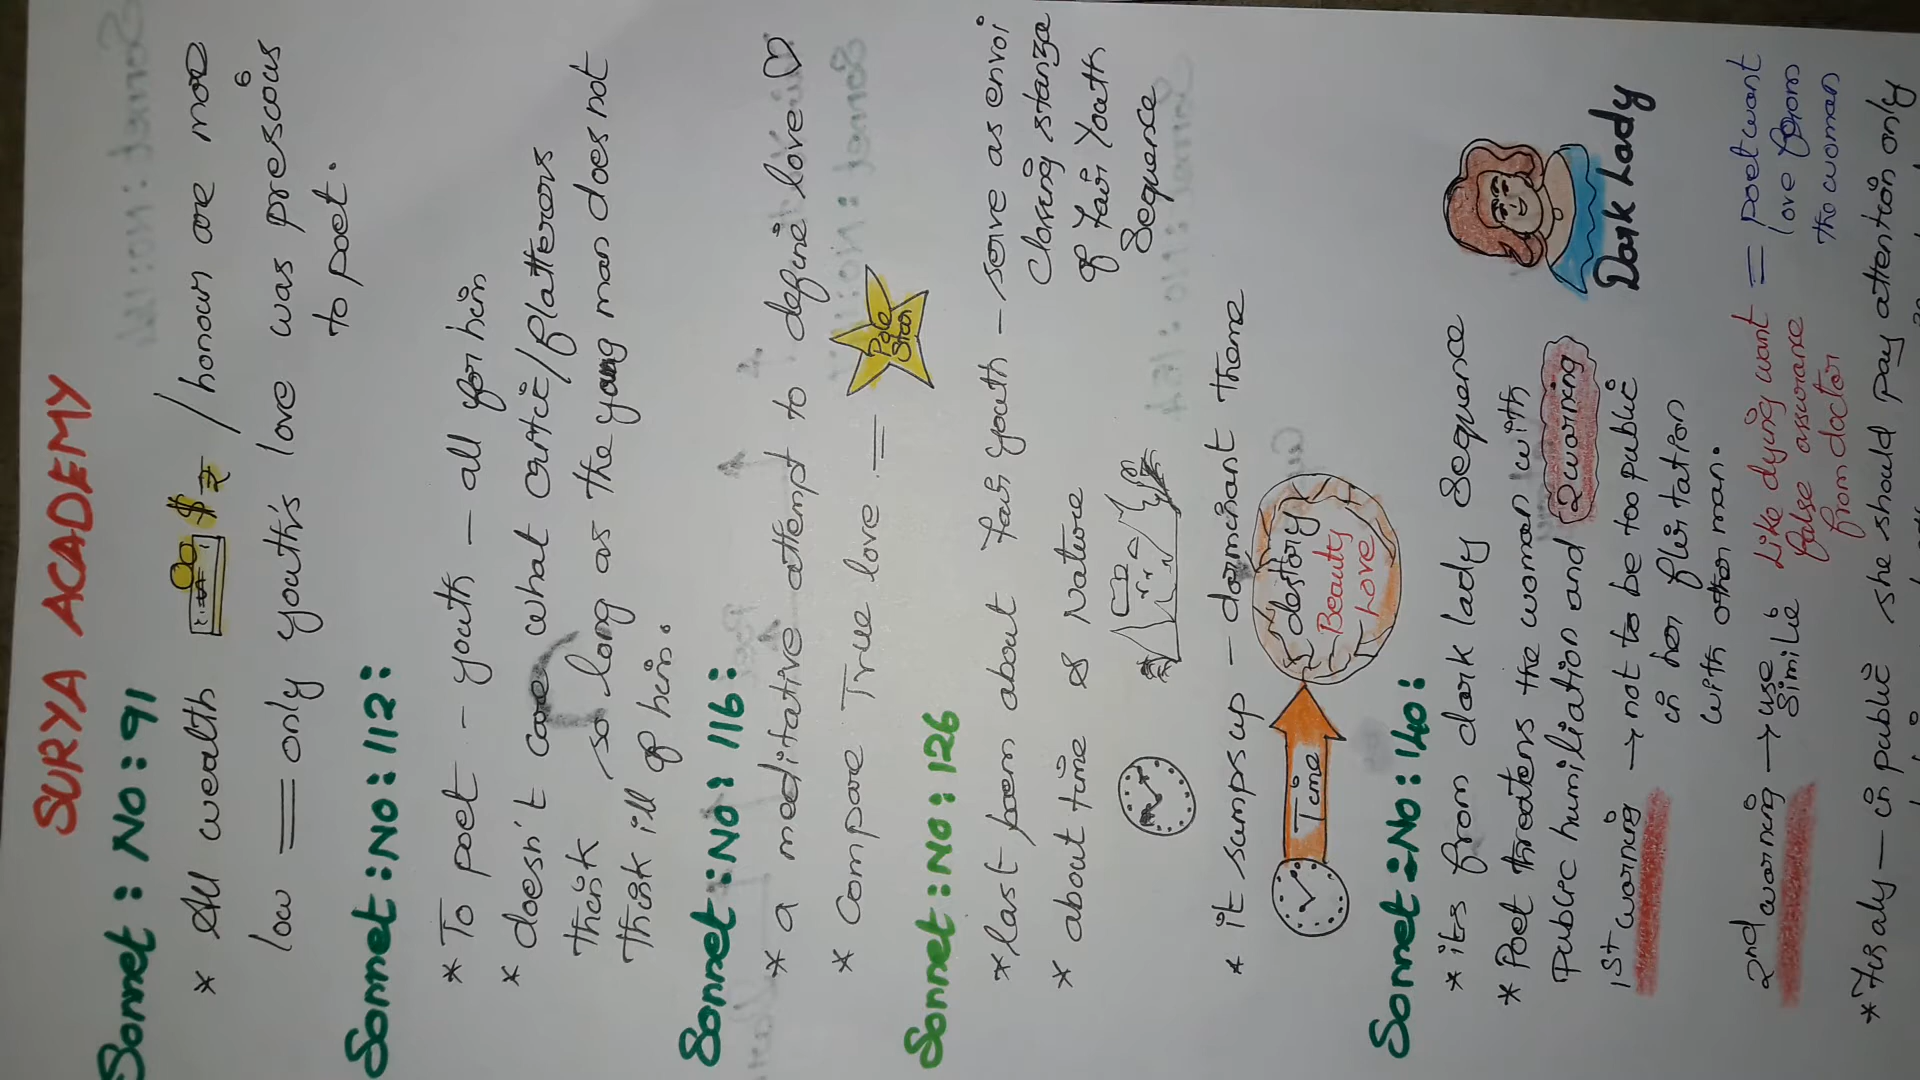 SURYA ACADEMY
Sonnet : No : 91
* All wealth $ ₹ / honour are more
low = only youth's love was prescious
to poet.
Sonnet : No : 112 :
* To poet - youth - all for him
* doesn't care what critic / flatterors
think so long as the young man does not
think ill of him.
Sonnet : No : 116 :
* a meditative attempt to define love ♡
* Compare True love = Pole Star
Sonnet : No : 126
* last poem about Fair youth - serve as envoi
closing stanza
of Fair Youth
Sequence
* about time & Nature
* it sumps up - dominant theme
Time
destory
Beauty
Love
Sonnet : No : 140 :
* its from dark lady Sequence
* Poet threatens the woman with
Public humiliation and 2 warning
Dark Lady
1st warning → not to be too public
in her flirtation
with other man.
2nd warning → use Simile
Like dying want
false assurance
from doctor
= poet want
love from
the woman
* Finaly - in public she should pay attention only